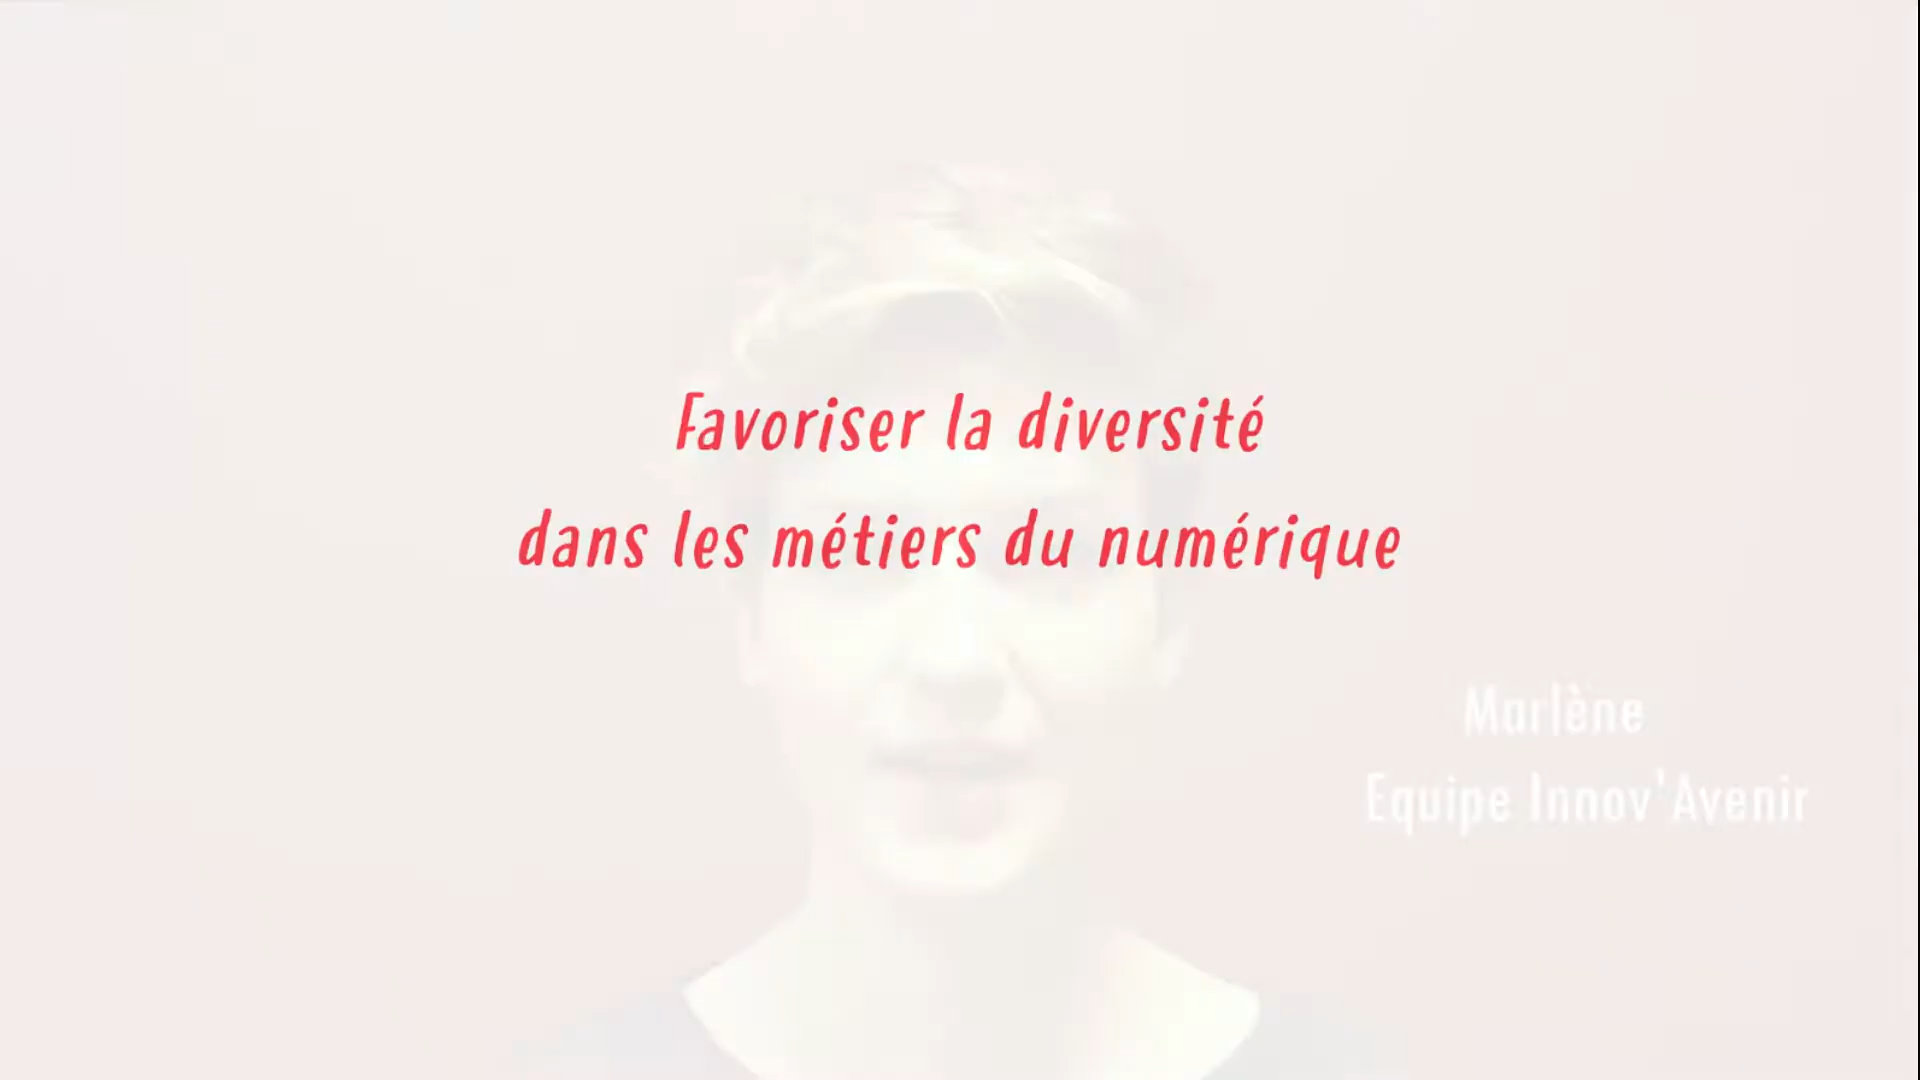 Favoriser la diversité
dans les métiers du numérique
Marlène
Equipe Innov'Avenir